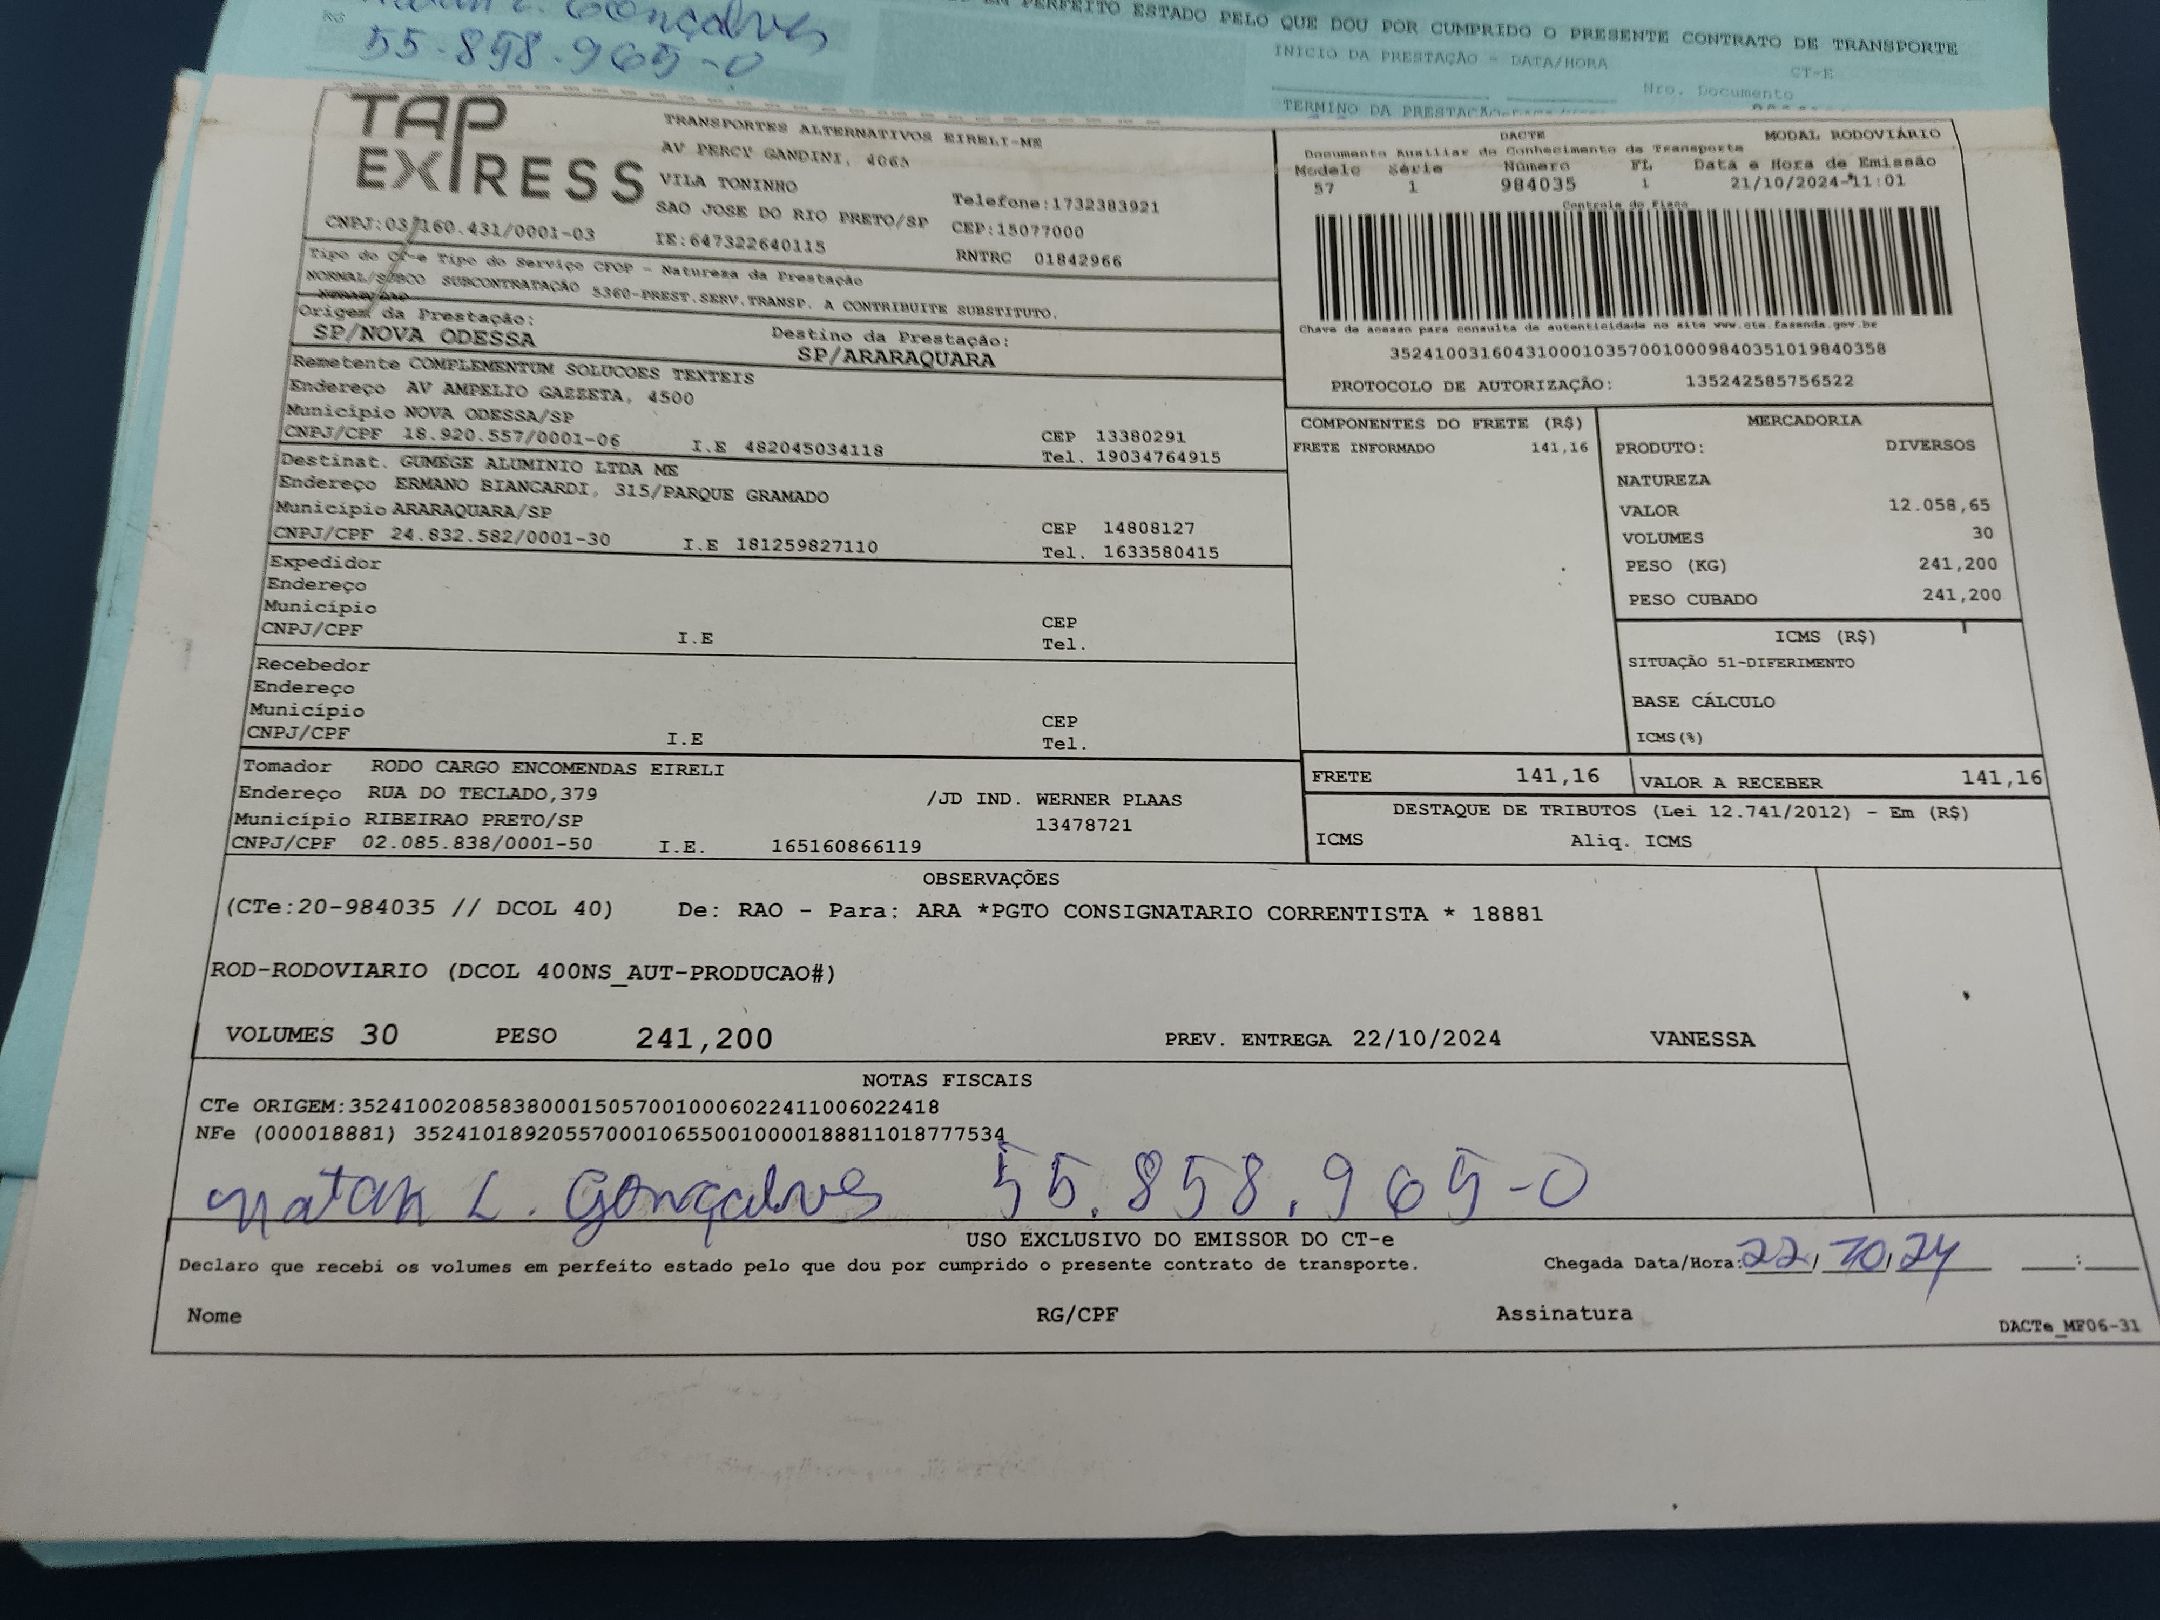 Natan L. Gonçalves
RG
55.858.965-0
EM PERFEITO ESTADO PELO QUE DOU POR CUMPRIDO O PRESENTE CONTRATO DE TRANSPORTE
INICIO DA PRESTAÇÃO - DATA/HORA
CT-E
Nro. Documento
TERMINO DA PRESTAÇÃO
TAP EXPRESS
TRANSPORTES ALTERNATIVOS EIRELI-ME
AV PERCY GANDINI, 4065
VILA TONINHO
Telefone:1732383921
SAO JOSE DO RIO PRETO/SP CEP:15077000
CNPJ:03.160.431/0001-03 IE:647322640115 RNTRC 01842966
Tipo do CT-e Tipo do Serviço CFOP - Natureza da Prestação
NORMAL/SUBCO SUBCONTRATAÇÃO 5360-PREST.SERV.TRANSP. A CONTRIBUITE SUBSTITUTO.
Origem da Prestação: Destino da Prestação:
SP/NOVA ODESSA SP/ARARAQUARA
Remetente COMPLEMENTUM SOLUCOES TEXTEIS
Endereço AV AMPELIO GAZZETA, 4500
Município NOVA ODESSA/SP CEP 13380291
CNPJ/CPF 18.920.557/0001-06 I.E 482045034118 Tel. 19034764915
Destinat. GUMEGE ALUMINIO LTDA ME
Endereço ERMANO BIANCARDI, 315/PARQUE GRAMADO
Município ARARAQUARA/SP CEP 14808127
CNPJ/CPF 24.832.582/0001-30 I.E 181259827110 Tel. 1633580415
Expedidor
Endereço
Município CEP
CNPJ/CPF I.E Tel.
Recebedor
Endereço
Município CEP
CNPJ/CPF I.E Tel.
Tomador RODO CARGO ENCOMENDAS EIRELI
Endereço RUA DO TECLADO,379 /JD IND. WERNER PLAAS
Município RIBEIRAO PRETO/SP 13478721
CNPJ/CPF 02.085.838/0001-50 I.E. 165160866119
DACTE MODAL RODOVIÁRIO
Documento Auxiliar do Conhecimento de Transporte
Modelo Série Número FL Data e Hora de Emissão
57 1 984035 1 21/10/2024-11:01
Controle do Fisco
Chave de acesso para consulta de autenticidade no site www.cte.fazenda.gov.br
35241003160431000103570010009840351019840358
PROTOCOLO DE AUTORIZAÇÃO: 135242585756522
COMPONENTES DO FRETE (R$)
FRETE INFORMADO 141,16
MERCADORIA
PRODUTO: DIVERSOS
NATUREZA
VALOR 12.058,65
VOLUMES 30
PESO (KG) 241,200
PESO CUBADO 241,200
ICMS (R$)
SITUAÇÃO 51-DIFERIMENTO
BASE CÁLCULO
ICMS(%)
FRETE 141,16 VALOR A RECEBER 141,16
DESTAQUE DE TRIBUTOS (Lei 12.741/2012) - Em (R$)
ICMS Aliq. ICMS
OBSERVAÇÕES
(CTe:20-984035 // DCOL 40) De: RAO - Para: ARA *PGTO CONSIGNATARIO CORRENTISTA * 18881
ROD-RODOVIARIO (DCOL 400NS_AUT-PRODUCAO#)
VOLUMES 30 PESO 241,200 PREV. ENTREGA 22/10/2024 VANESSA
NOTAS FISCAIS
CTe ORIGEM:35241002085838000150570010006022411006022418
NFe (000018881) 35241018920557000106550010000188811018777534
Natan L. Gonçalves 55.858.965-0
USO EXCLUSIVO DO EMISSOR DO CT-e
Declaro que recebi os volumes em perfeito estado pelo que dou por cumprido o presente contrato de transporte. Chegada Data/Hora:22/10/24 __:__
Nome RG/CPF Assinatura
DACTe_MF06-31